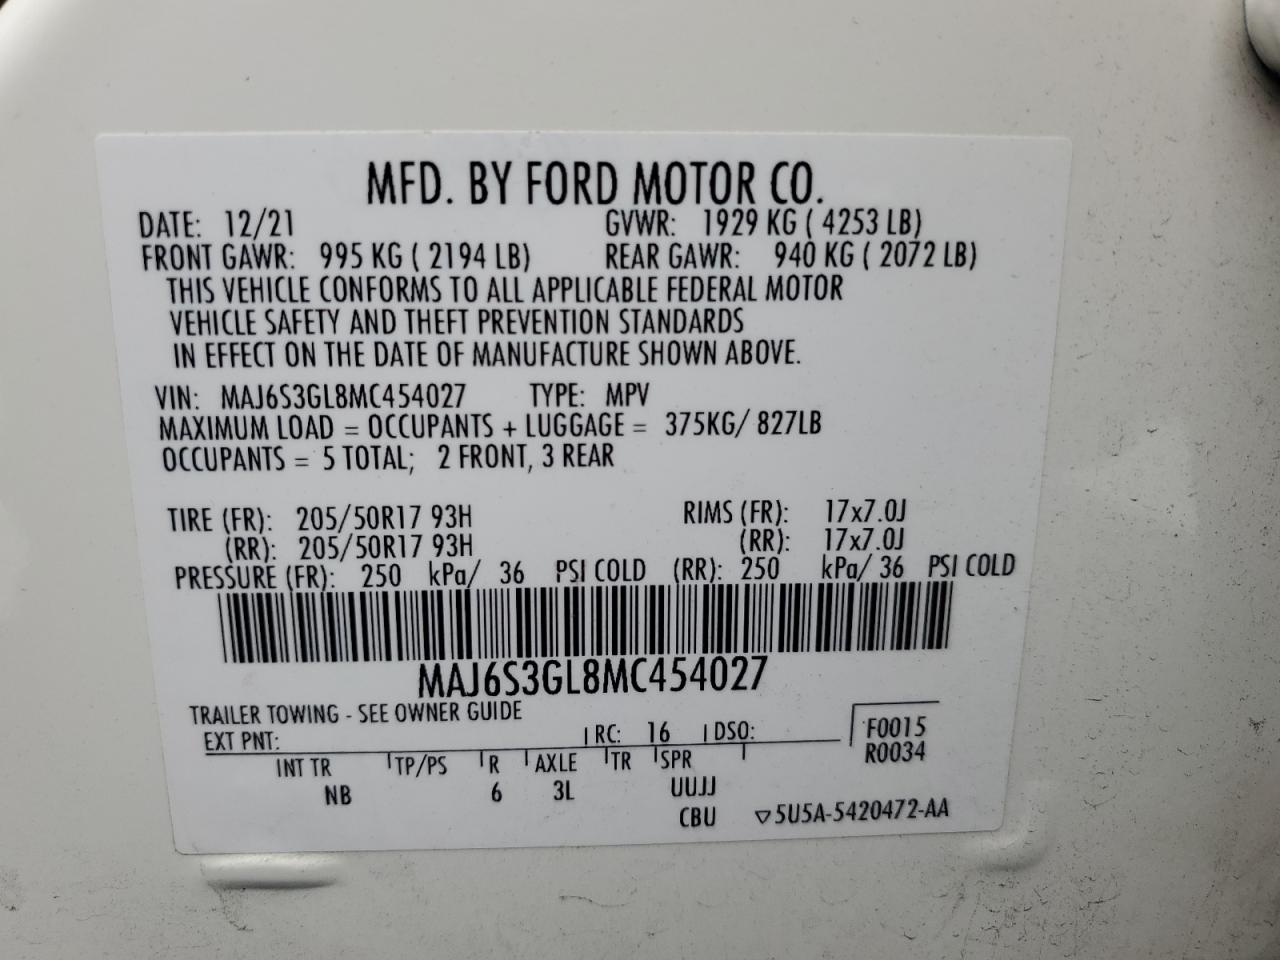 MFD. BY FORD MOTOR CO.
DATE: 12/21 GVWR: 1929 KG ( 4253 LB)
FRONT GAWR: 995 KG ( 2194 LB) REAR GAWR: 940 KG ( 2072 LB)
THIS VEHICLE CONFORMS TO ALL APPLICABLE FEDERAL MOTOR
VEHICLE SAFETY AND THEFT PREVENTION STANDARDS
IN EFFECT ON THE DATE OF MANUFACTURE SHOWN ABOVE.
VIN: MAJ6S3GL8MC454027 TYPE: MPV
MAXIMUM LOAD = OCCUPANTS + LUGGAGE = 375KG/ 827LB
OCCUPANTS = 5 TOTAL; 2 FRONT, 3 REAR
TIRE (FR): 205/50R17 93H RIMS (FR): 17x7.0J
(RR): 205/50R17 93H (RR): 17x7.0J
PRESSURE (FR): 250 kPa/ 36 PSI COLD (RR): 250 kPa/ 36 PSI COLD
MAJ6S3GL8MC454027
TRAILER TOWING - SEE OWNER GUIDE
EXT PNT: RC: 16 DSO: F0015
R0034
INT TR TP/PS R AXLE TR SPR
NB 6 3L UUJJ
CBU ▽5U5A-5420472-AA